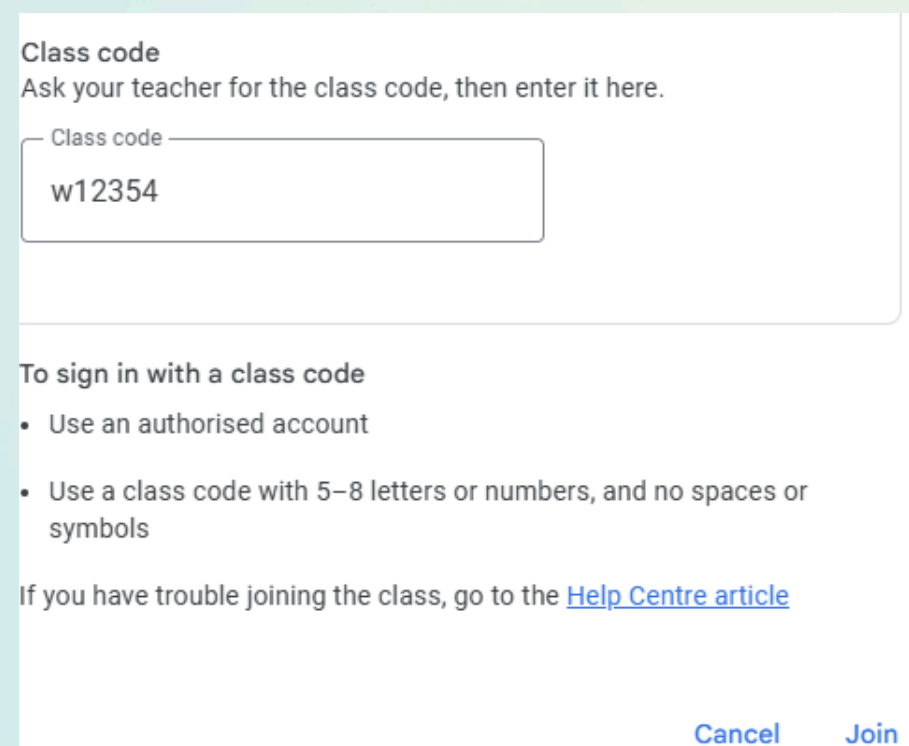 Class code
Ask your teacher for the class code, then enter it here.
Class code
w12354
To sign in with a class code
• Use an authorised account
• Use a class code with 5–8 letters or numbers, and no spaces or
symbols
If you have trouble joining the class, go to the Help Centre article
Cancel Join